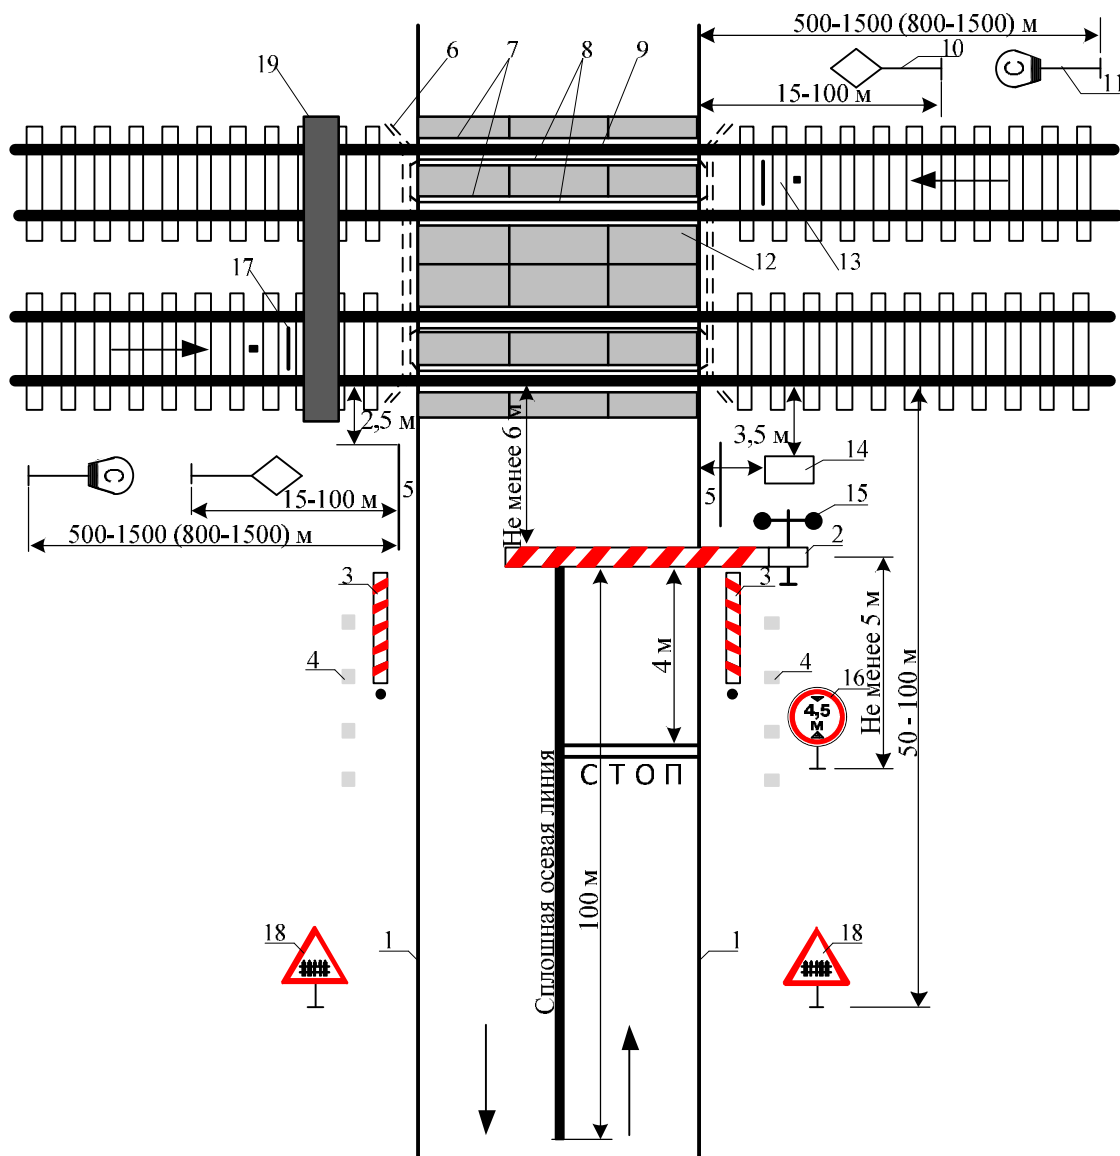 500-1500 (800-1500) м
19
6
7
8
9
10
С
11
15-100 м
17
12
13
2,5 м
Не менее 6 м
3,5 м
14
С
5
5
15
15-100 м
500-1500 (800-1500) м
2
3
3
4
4 м
4
Не менее 5 м
16
4,5
м
50 - 100 м
СТОП
Сплошная осевая линия
100 м
18
1
1
18